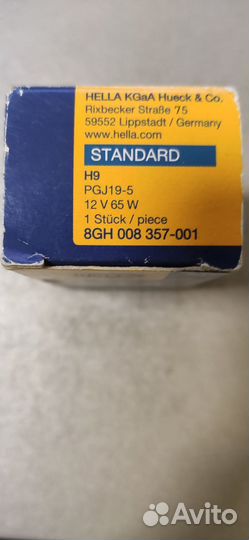 HELLA KGaA Hueck & Co.
Rixbecker Straße 75
59552 Lippstadt / Germany
www.hella.com
STANDARD
H9
PGJ19-5
12 V 65 W
1 Stück / piece
8GH 008 357-001
Avito